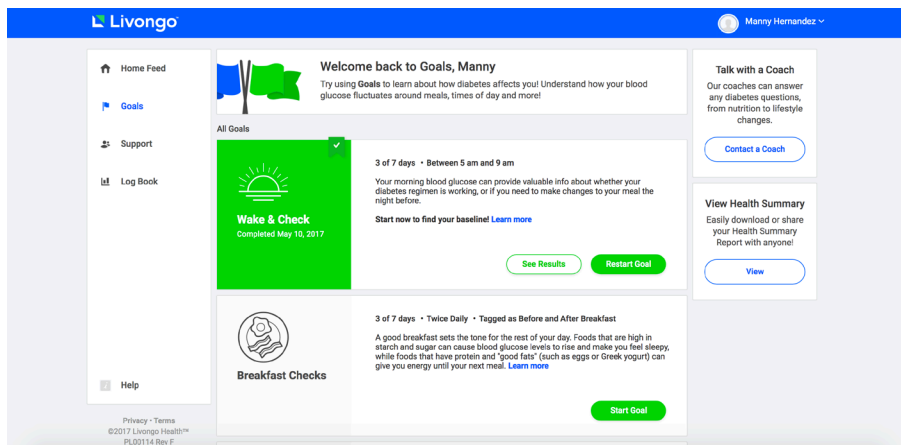 Livongo
Manny Hernandez
Home Feed
Goals
Support
Log Book
Help
Privacy • Terms
©2017 Livongo Health™
PL00114 Rev F
Welcome back to Goals, Manny
Try using Goals to learn about how diabetes affects you! Understand how your blood
glucose fluctuates around meals, times of day and more!
All Goals
Wake & Check
Completed May 10, 2017
3 of 7 days • Between 5 am and 9 am
Your morning blood glucose can provide valuable info about whether your
diabetes regimen is working, or if you need to make changes to your meal the
night before.
Start now to find your baseline! Learn more
See Results
Restart Goal
Breakfast Checks
3 of 7 days • Twice Daily • Tagged as Before and After Breakfast
A good breakfast sets the tone for the rest of your day. Foods that are high in
starch and sugar can cause blood glucose levels to rise and make you feel sleepy,
while foods that have protein and "good fats" (such as eggs or Greek yogurt) can
give you energy until your next meal. Learn more
Start Goal
Talk with a Coach
Our coaches can answer
any diabetes questions,
from nutrition to lifestyle
changes.
Contact a Coach
View Health Summary
Easily download or share
your Health Summary
Report with anyone!
View